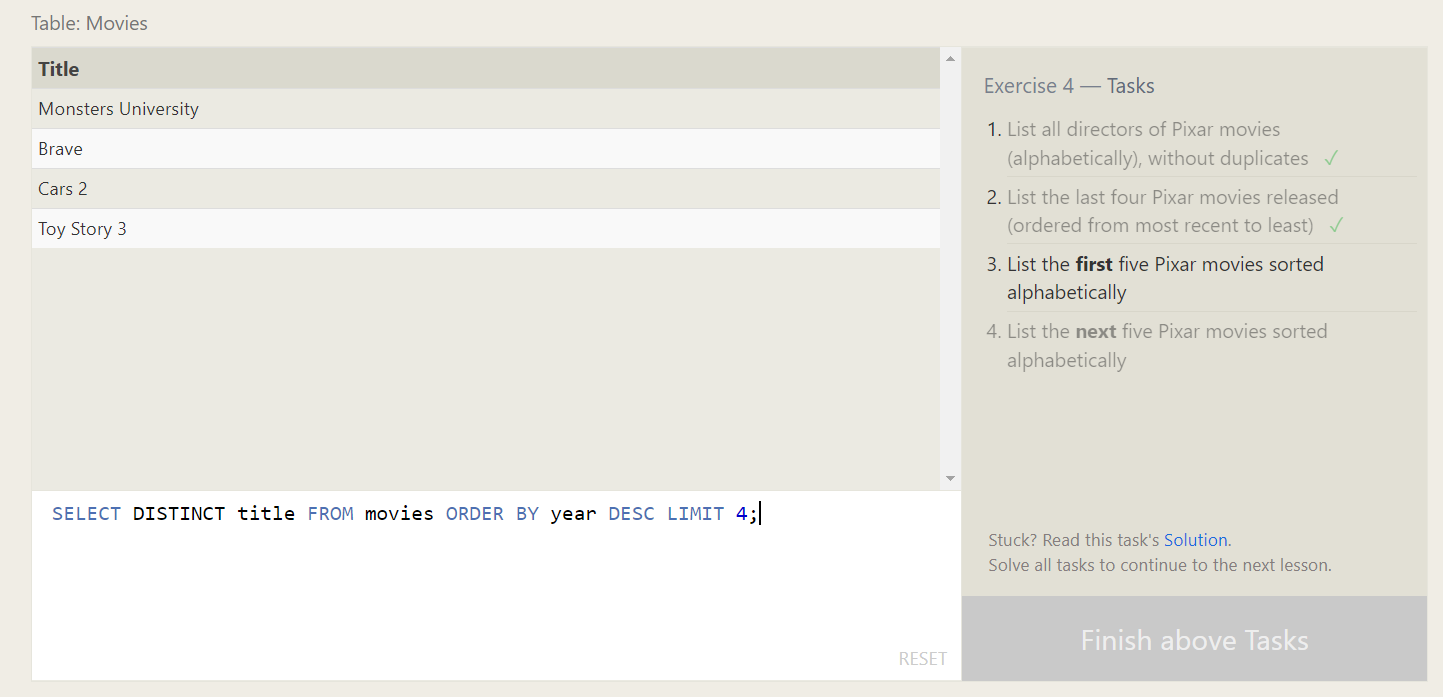 Table: Movies
Title
Monsters University
Brave
Cars 2
Toy Story 3
SELECT DISTINCT title FROM movies ORDER BY year DESC LIMIT 4;
RESET
Exercise 4 — Tasks
1. List all directors of Pixar movies
(alphabetically), without duplicates ✓
2. List the last four Pixar movies released
(ordered from most recent to least) ✓
3. List the first five Pixar movies sorted
alphabetically
4. List the next five Pixar movies sorted
alphabetically
Stuck? Read this task's Solution.
Solve all tasks to continue to the next lesson.
Finish above Tasks